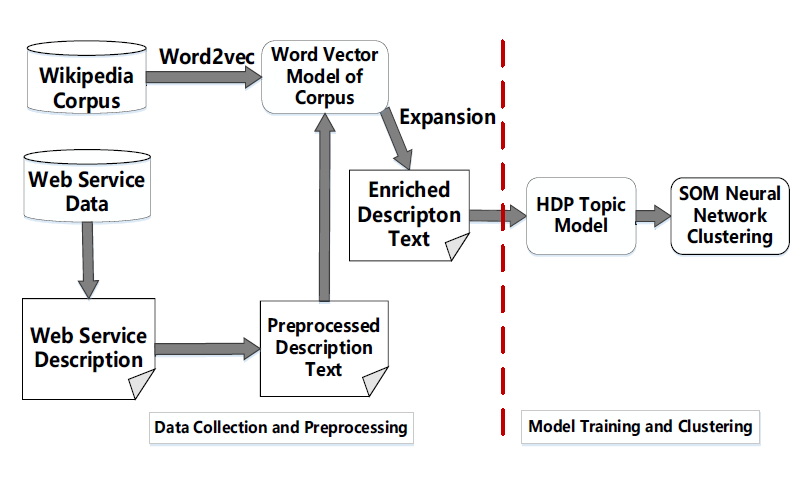 Wikipedia
Corpus
Word2vec
Word Vector
Model of
Corpus
Expansion
Web Service
Data
Enriched
Descripton
Text
HDP Topic
Model
SOM Neural
Network
Clustering
Web Service
Description
Preprocessed
Description
Text
Data Collection and Preprocessing
Model Training and Clustering